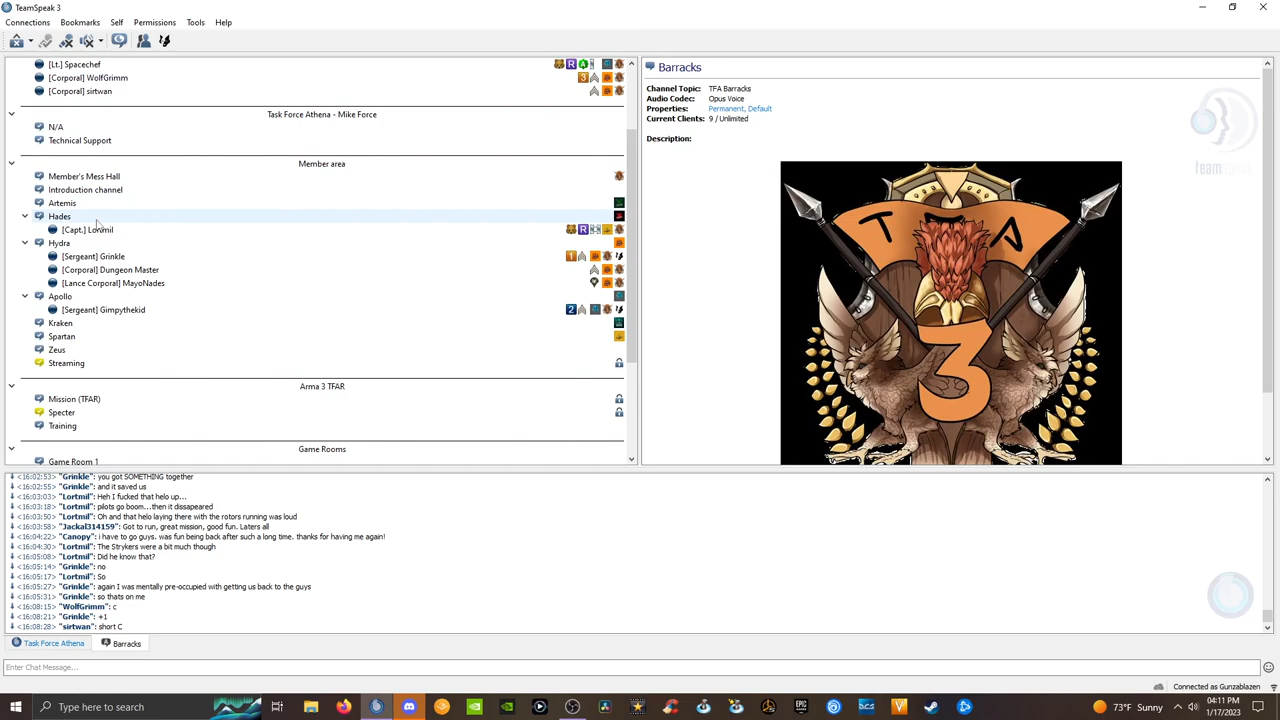 TeamSpeak 3
Connections Bookmarks Self Permissions Tools Help
[Lt.] Spacechef
[Corporal] WolfGrimm
3
[Corporal] sirtwan
Task Force Athena - Mike Force
N/A
Technical Support
Member area
Member's Mess Hall
Introduction channel
Artemis
Hades
[Capt.] Lortmil
Hydra
[Sergeant] Grinkle
1
[Corporal] Dungeon Master
[Lance Corporal] MayoNades
Apollo
[Sergeant] Gimpythekid
2
Kraken
Spartan
Zeus
Streaming
Arma 3 TFAR
Mission (TFAR)
Specter
Training
Game Rooms
Game Room 1
Barracks
Channel Topic: TFA Barracks
Audio Codec: Opus Voice
Properties: Permanent, Default
Current Clients: 9 / Unlimited
Description:
teamspeak
T A
3
<16:02:53> "Grinkle": you got SOMETHING together
<16:02:55> "Grinkle": and it saved us
<16:03:03> "Lortmil": Heh I fucked that helo up...
<16:03:18> "Lortmil": pilots go boom...then it dissapeared
<16:03:50> "Lortmil": Oh and that helo laying there with the rotors running was loud
<16:03:58> "Jackal314159": Got to run, great mission, good fun. Laters all
<16:04:22> "Canopy": i have to go guys. was fun being back after such a long time. thanks for having me again!
<16:04:30> "Lortmil": The Strykers were a bit much though
<16:05:08> "Lortmil": Did he know that?
<16:05:14> "Grinkle": no
<16:05:17> "Lortmil": So
<16:05:27> "Grinkle": again I was mentally pre-occupied with getting us back to the guys
<16:05:31> "Grinkle": so thats on me
<16:08:15> "WolfGrimm": c
<16:08:21> "Grinkle": +1
<16:08:28> "sirtwan": short C
Task Force Athena Barracks
Enter Chat Message...
Connected as Gunzablazen
Type here to search
73°F Sunny
04:11 PM
1/17/2023